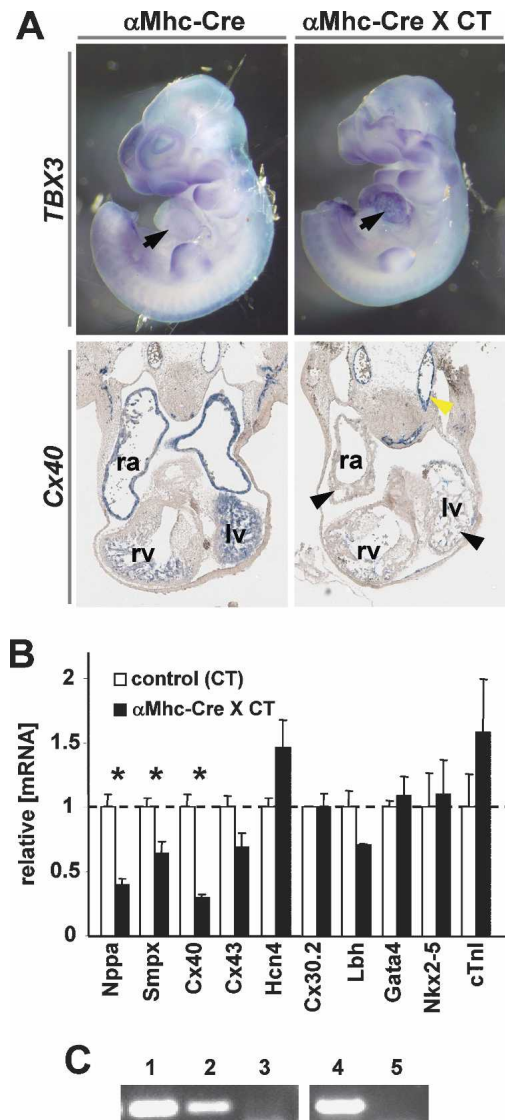 A
αMhc-Cre
αMhc-Cre X CT
TBX3
Cx40
ra
lv
rv
ra
lv
rv
B
relative [mRNA]
2
1.5
1
0.5
0
control (CT)
αMhc-Cre X CT
* * *
Nppa
Smpx
Cx40
Cx43
Hcn4
Cx30.2
Lbh
Gata4
Nkx2-5
cTnI
C
1 2 3 4 5